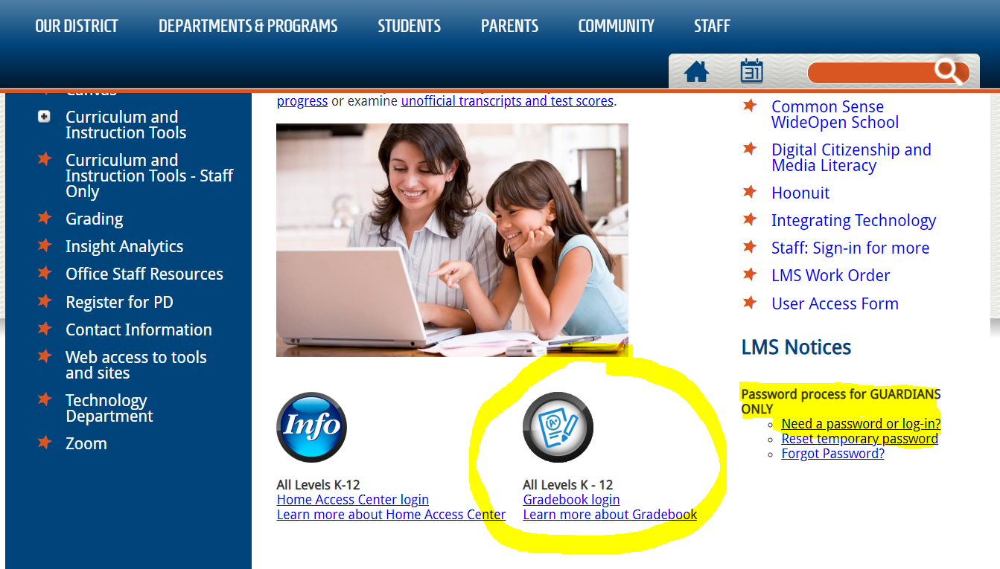 OUR DISTRICT
DEPARTMENTS & PROGRAMS
STUDENTS
PARENTS
COMMUNITY
STAFF
31
Canvas
Curriculum and
Instruction Tools
Curriculum and
Instruction Tools - Staff
Only
Grading
Insight Analytics
Office Staff Resources
Register for PD
Contact Information
Web access to tools
and sites
Technology
Department
Zoom
progress or examine unofficial transcripts and test scores.
Info
All Levels K-12
Home Access Center login
Learn more about Home Access Center
A+
All Levels K - 12
Gradebook login
Learn more about Gradebook
Common Sense
WideOpen School
Digital Citizenship and
Media Literacy
Hoonuit
Integrating Technology
Staff: Sign-in for more
LMS Work Order
User Access Form
LMS Notices
Password process for GUARDIANS
ONLY
Need a password or log-in?
Reset temporary password
Forgot Password?